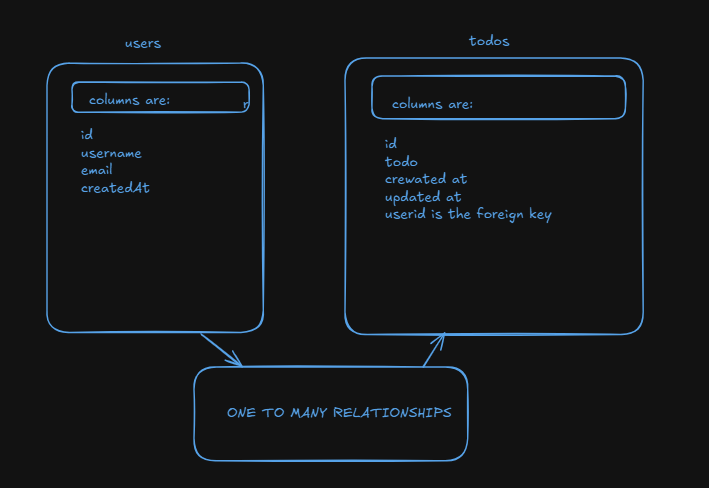 users
columns are:
r
id
username
email
createdAt
todos
columns are:
id
todo
crewated at
updated at
userid is the foreign key
ONE TO MANY RELATIONSHIPS